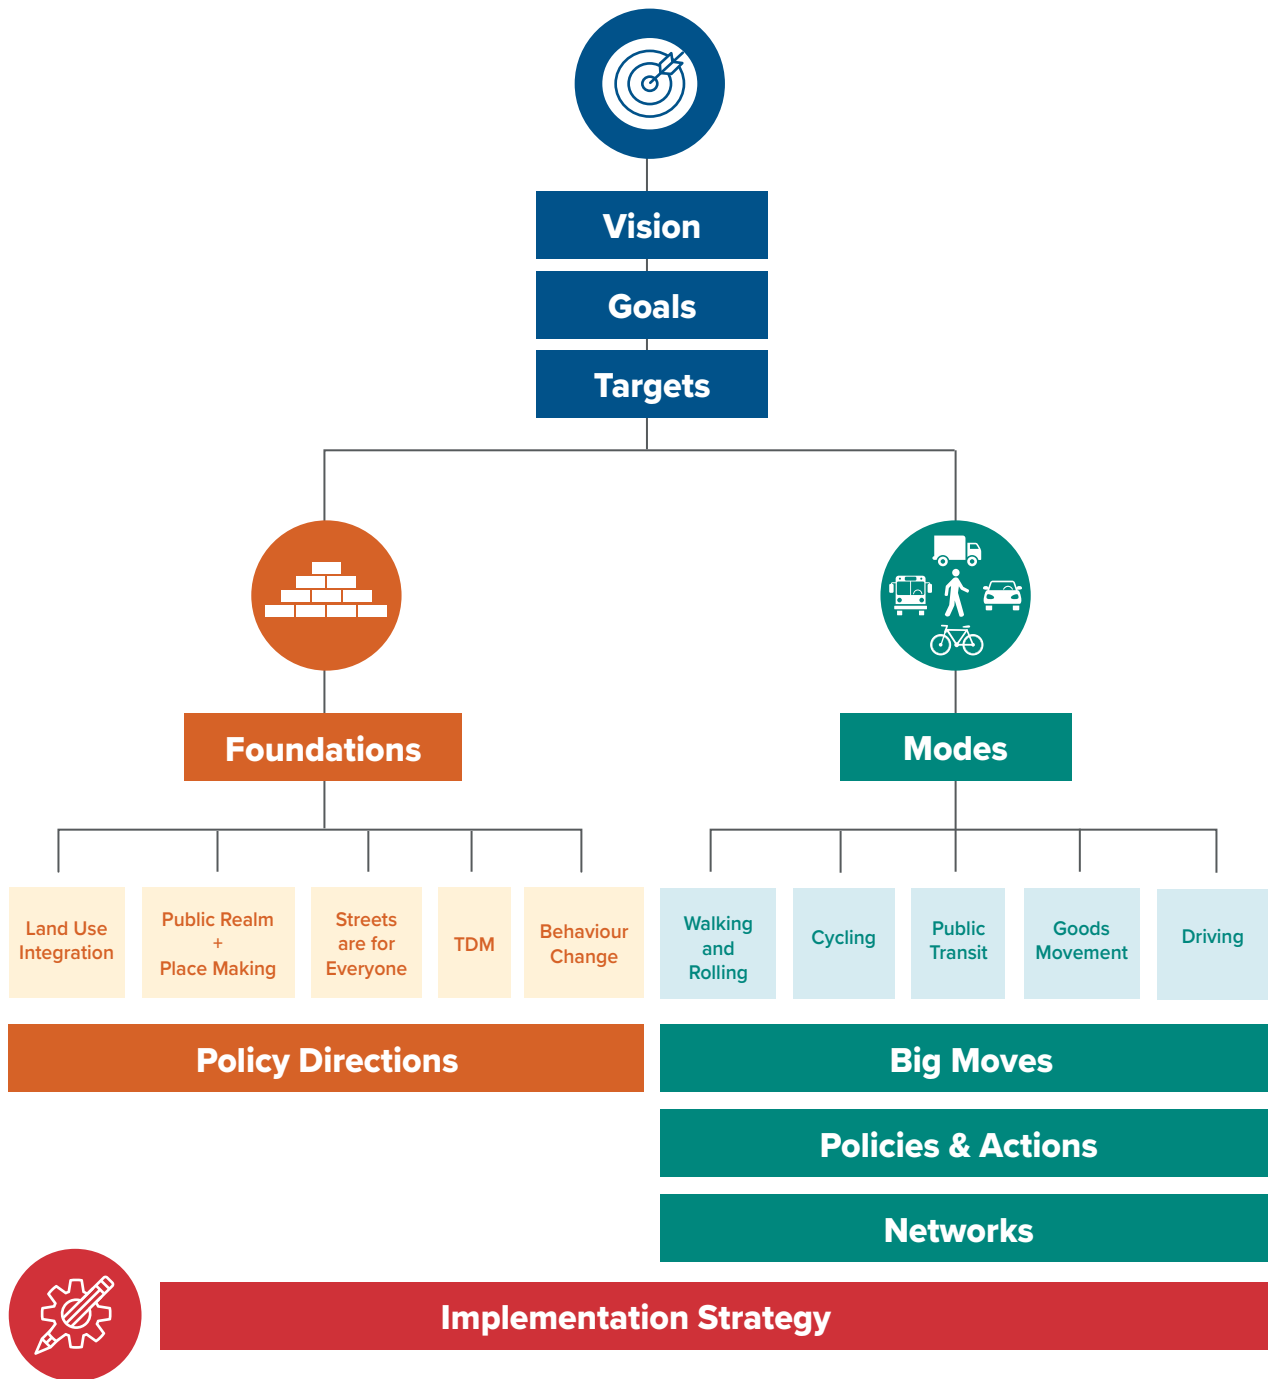 Vision
Goals
Targets
Foundations
Modes
Land Use
Integration
Public Realm
+
Place Making
Streets
are for
Everyone
TDM
Behaviour
Change
Walking
and
Rolling
Cycling
Public
Transit
Goods
Movement
Driving
Policy Directions
Big Moves
Policies & Actions
Networks
Implementation Strategy